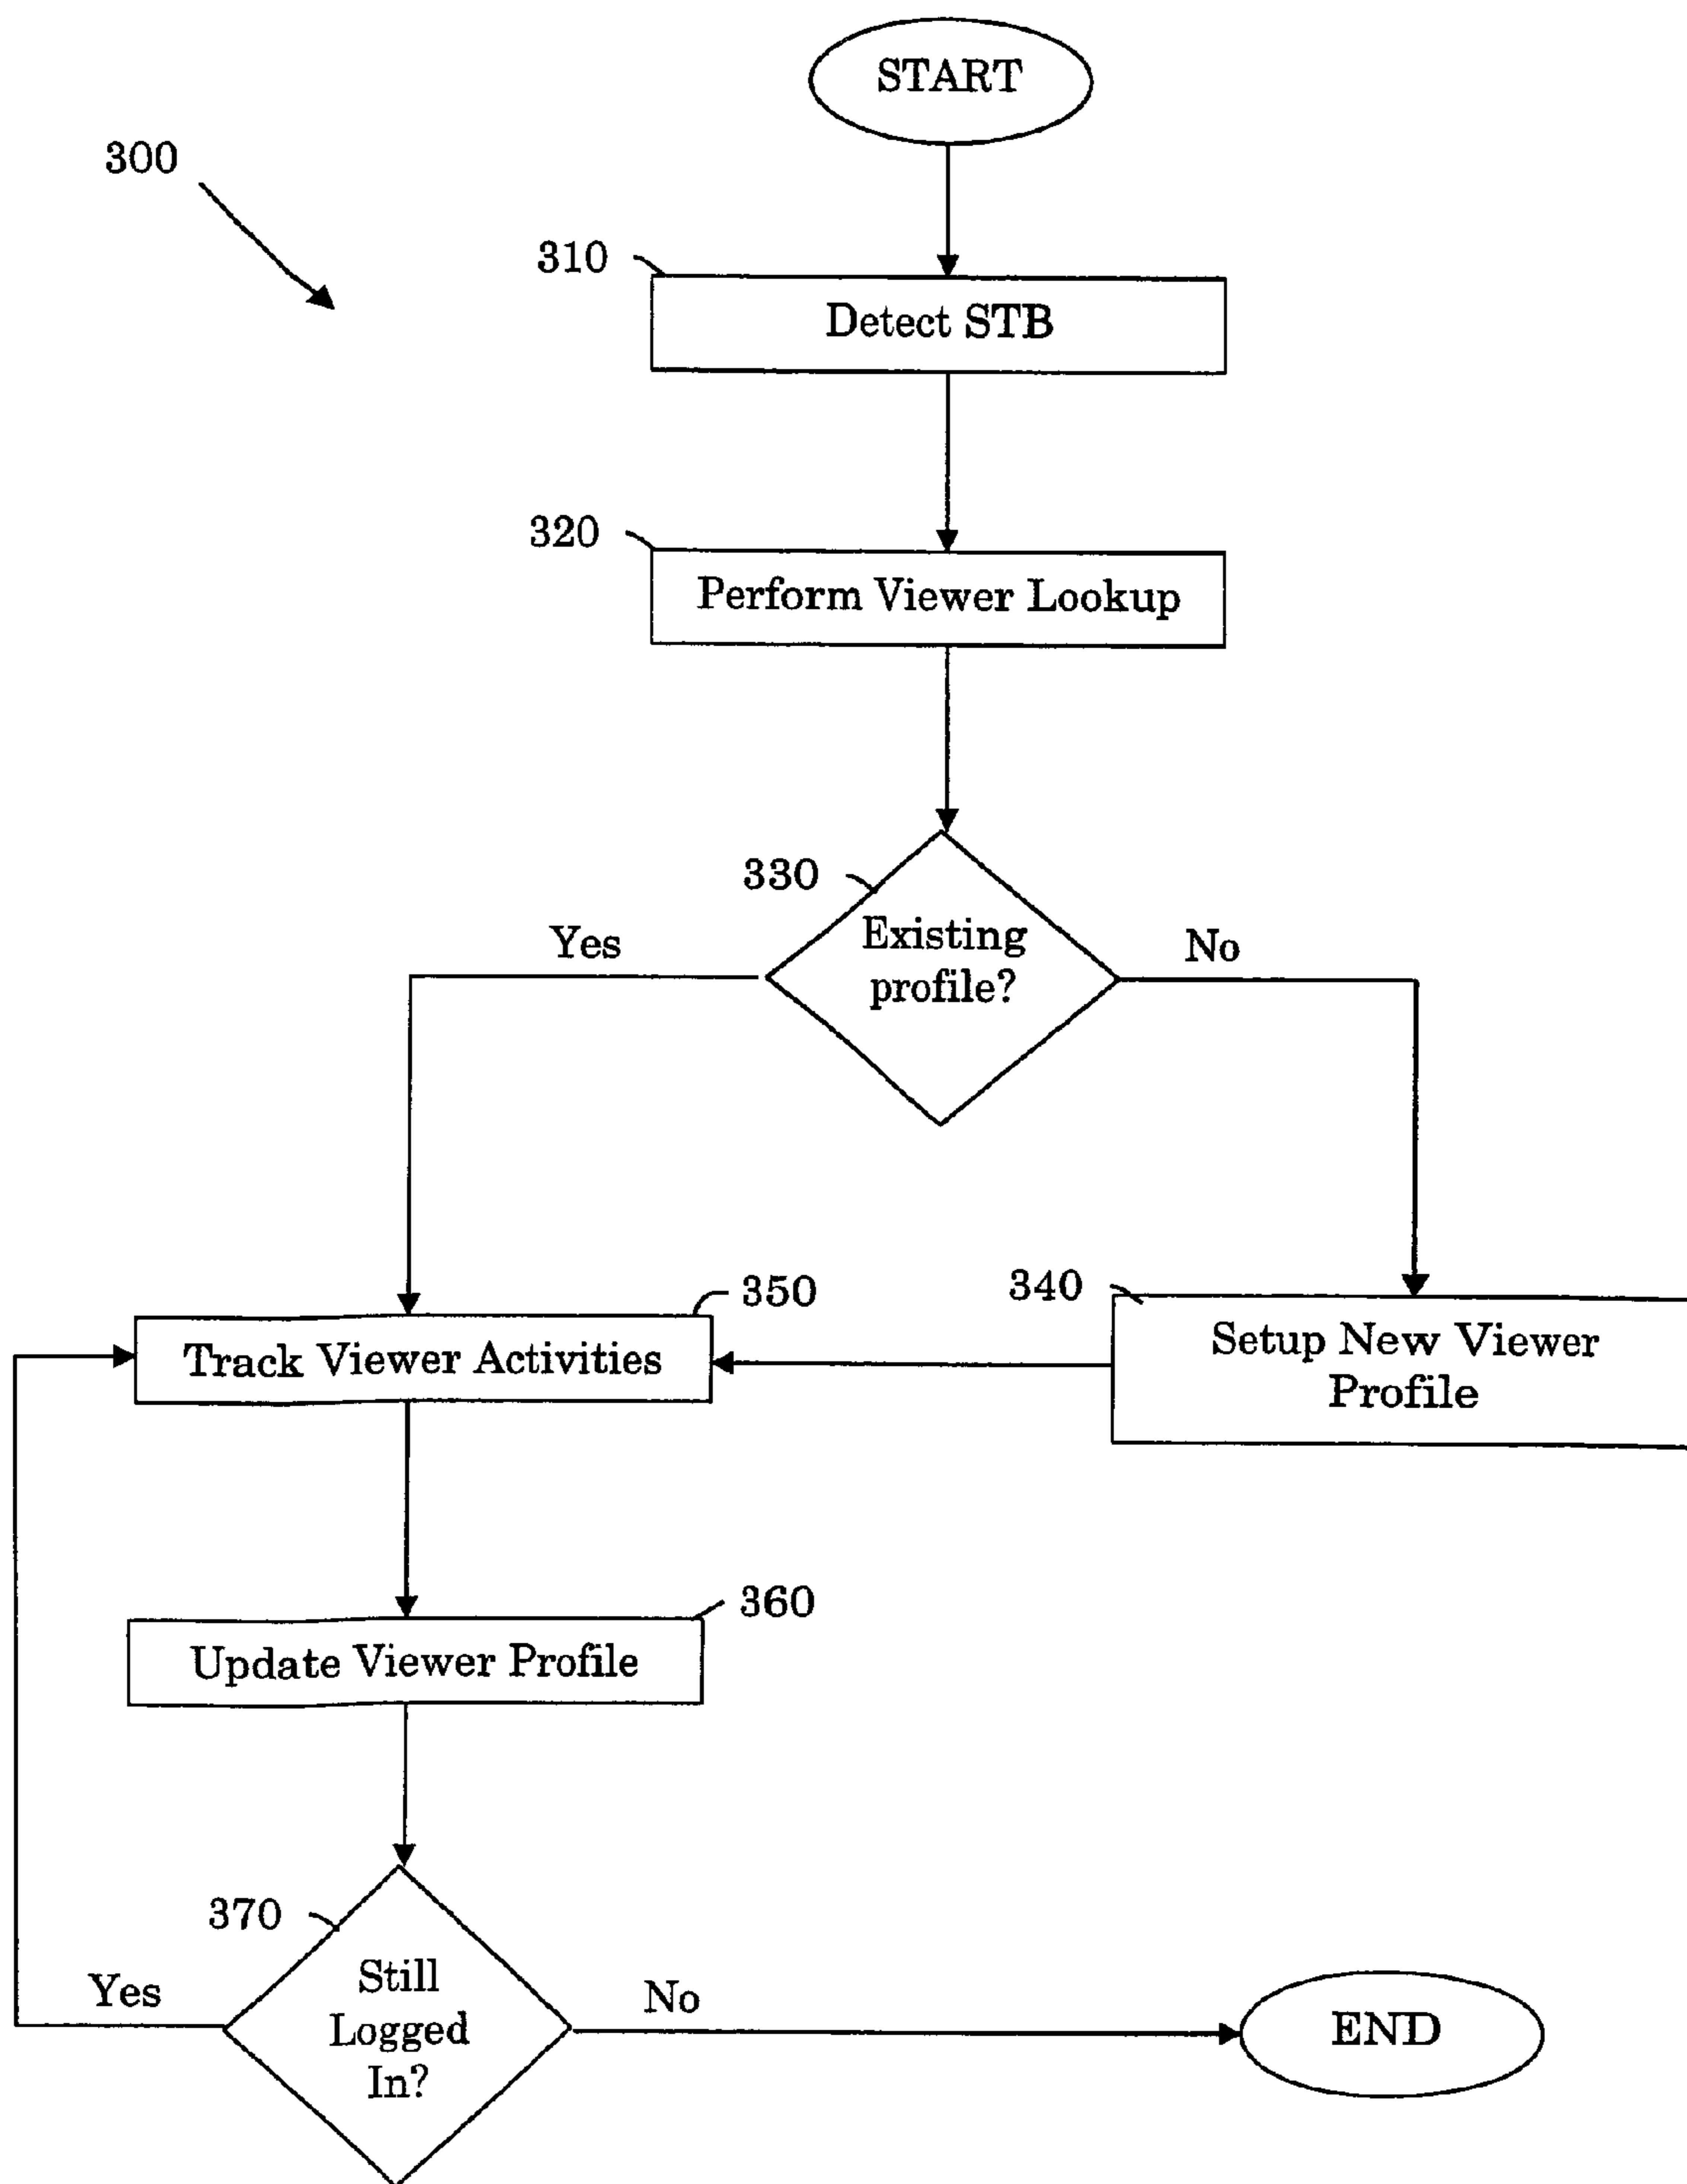 START
300
310
Detect STB
320
Perform Viewer Lookup
330
Existing
profile?
Yes
No
350
340
Track Viewer Activities
Setup New Viewer
Profile
360
Update Viewer Profile
370
Still
Logged
In?
Yes
No
END